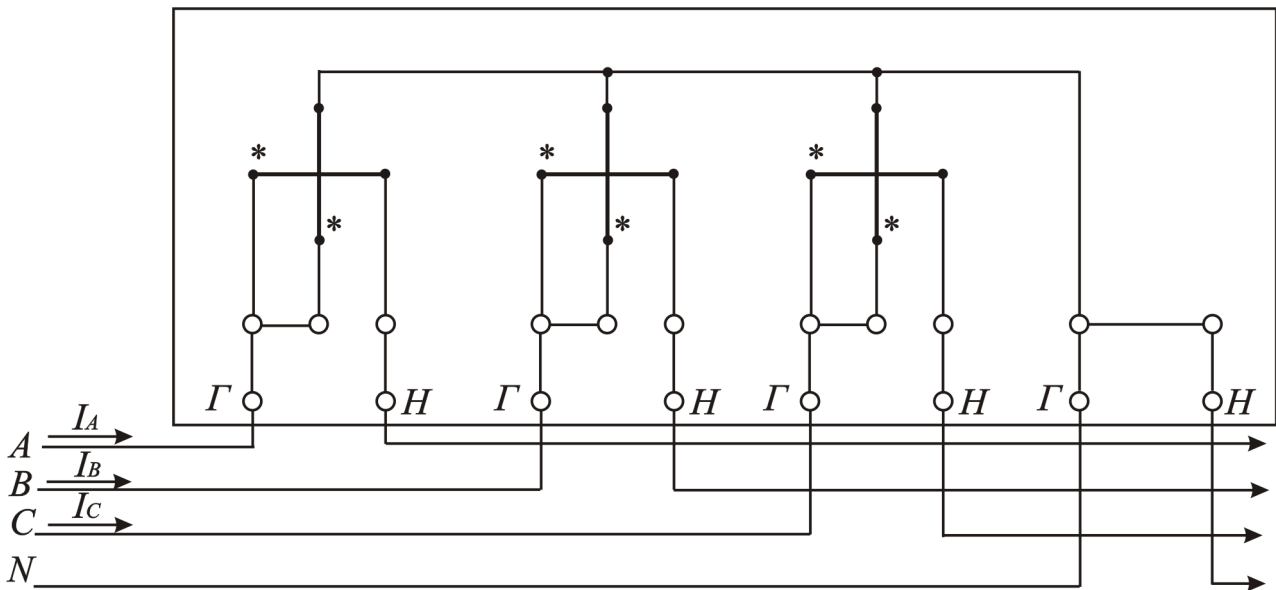 * * *
* * *
Г Н Г Н Г Н Г Н
A I_A
B I_B
C I_C
N